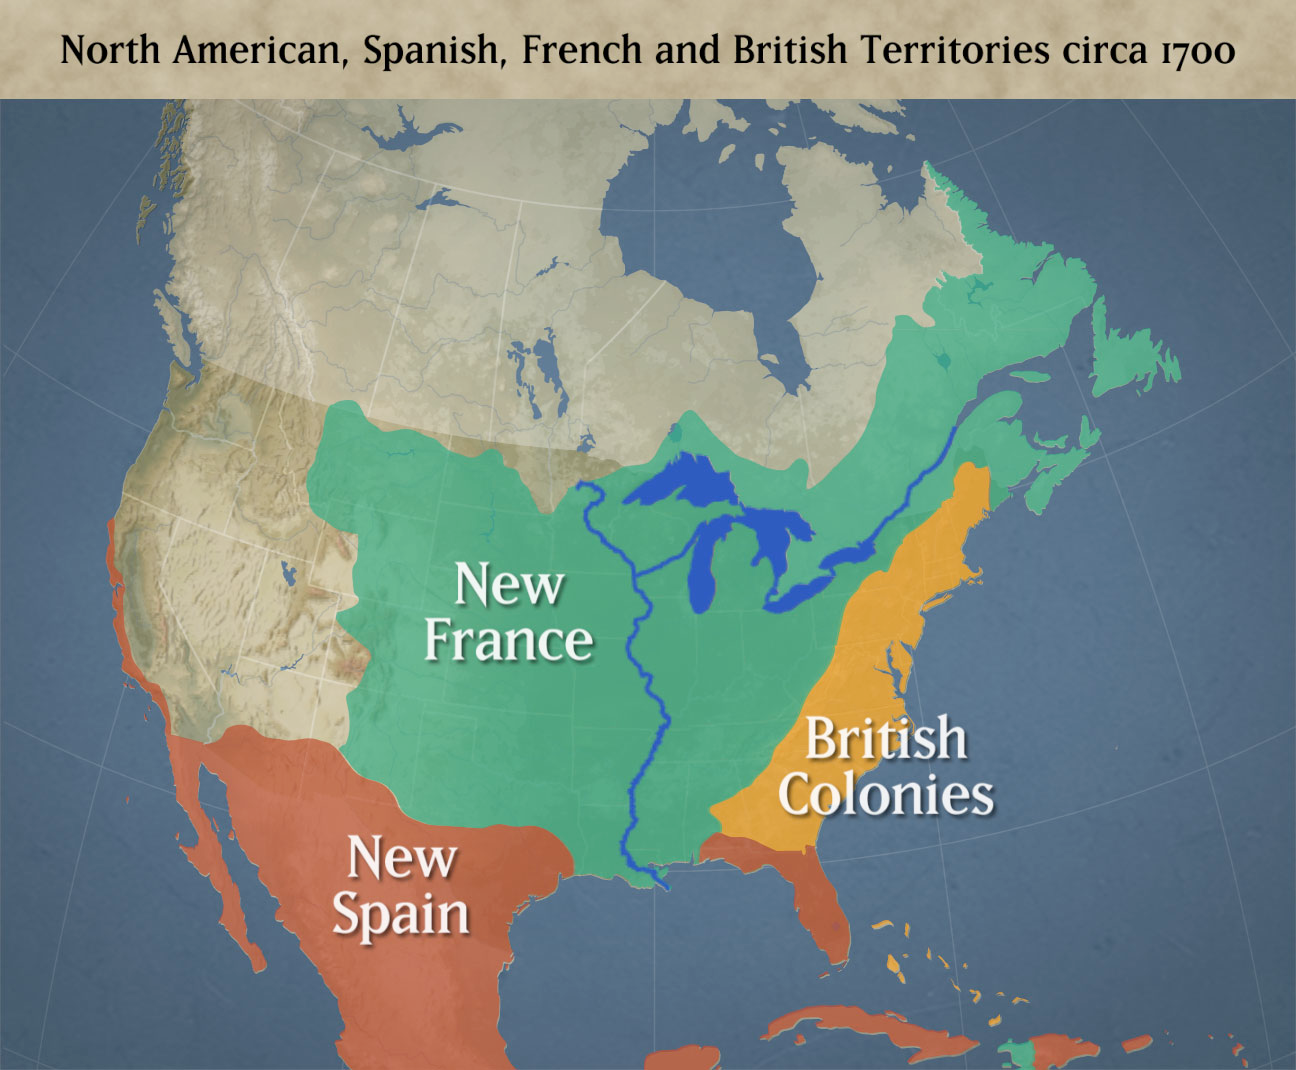 North American, Spanish, French and British Territories circa 1700
New
France
British
Colonies
New
Spain